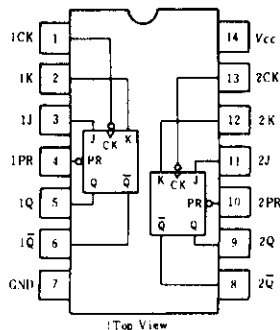 1CK 1 14 Vcc
1K 2 13 2CK
1J 3 12 2K
J K
CK
1PR 4 PR 11 2J
Q Q̅
K CK J
PR
1Q 5 10 2PR
Q̅ Q
1Q̅ 6 9 2Q
GND 7 8 2Q̅
(Top View